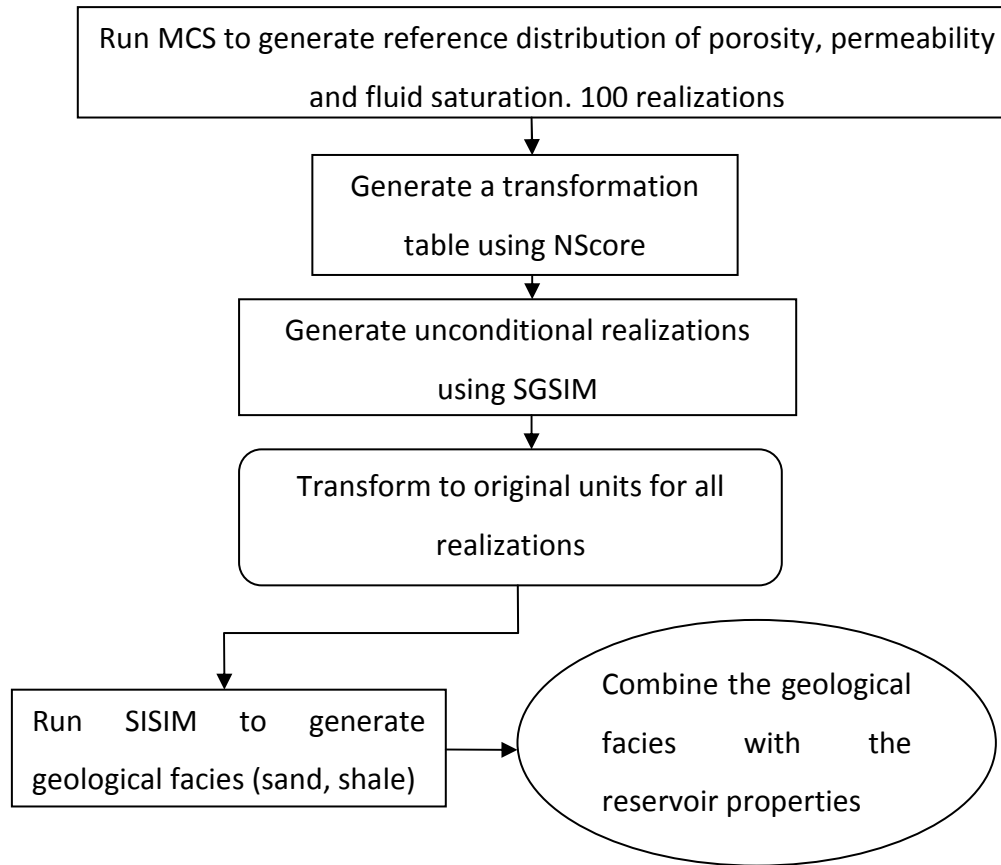 Run MCS to generate reference distribution of porosity, permeability
and fluid saturation. 100 realizations
Generate a transformation
table using NScore
Generate unconditional realizations
using SGSIM
Transform to original units for all
realizations
Run SISIM to generate
geological facies (sand, shale)
Combine the geological
facies with the
reservoir properties